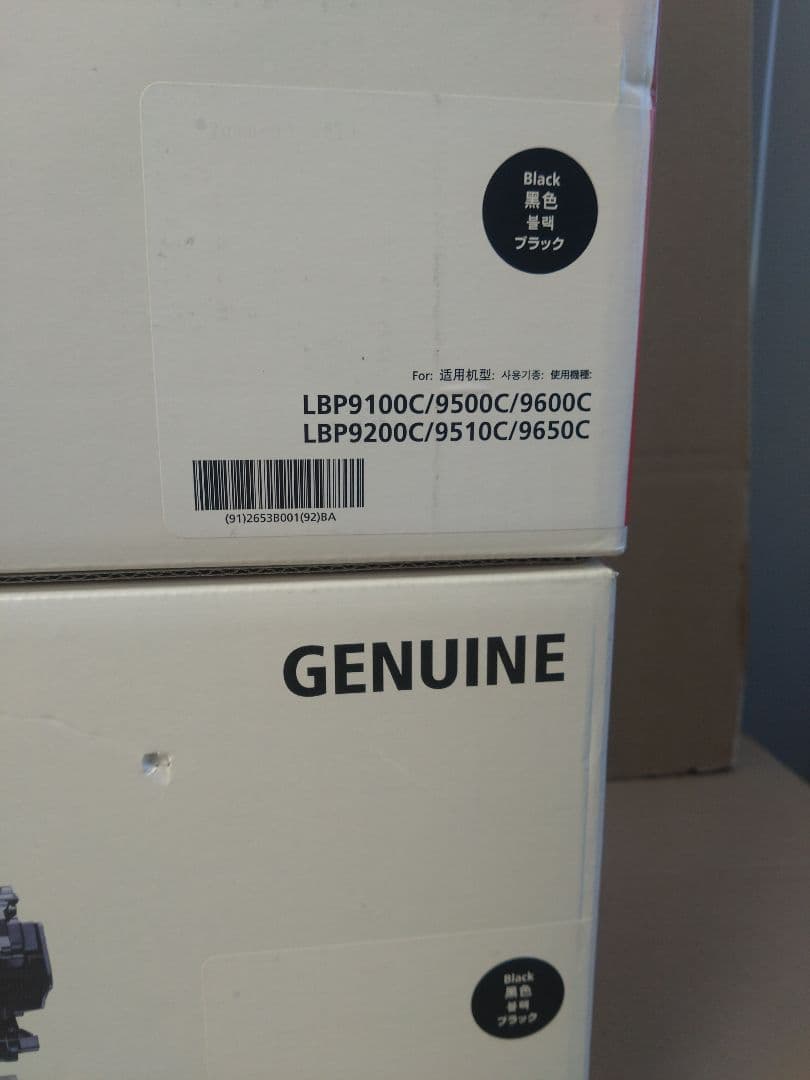 Black
黑色
블랙
ブラック
For: 适用机型: 사용기종: 使用機種:
LBP9100C/9500C/9600C
LBP9200C/9510C/9650C
(91)2653B001(92)BA
GENUINE
Black
黑色
블랙
ブラック